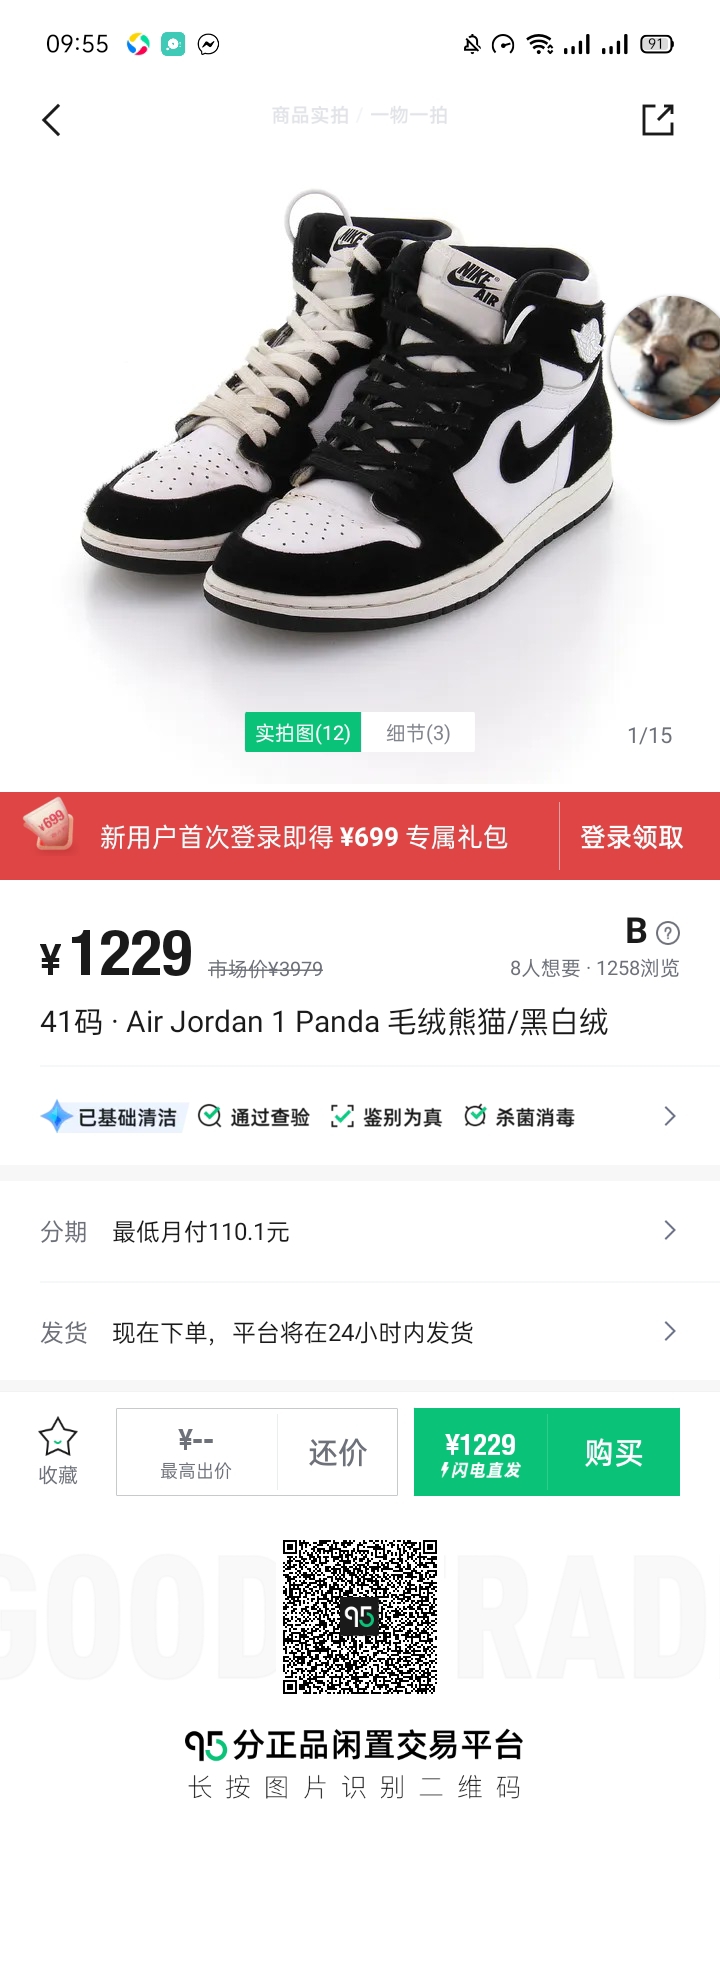 09:55
91
商品实拍 / 一物一拍
NIKE
NIKE
AIR
实拍图(12)
细节(3)
1/15
¥699
新用户首次登录即得 ¥699 专属礼包
登录领取
¥1229 市场价¥3979
B ?
8人想要 · 1258浏览
41码 · Air Jordan 1 Panda 毛绒熊猫/黑白绒
已基础清洁 通过查验 鉴别为真 杀菌消毒
分期 最低月付110.1元
发货 现在下单，平台将在24小时内发货
收藏
¥--
最高出价
还价
¥1229
闪电直发
购买
GOOD RAD
95
95分正品闲置交易平台
长按图片识别二维码